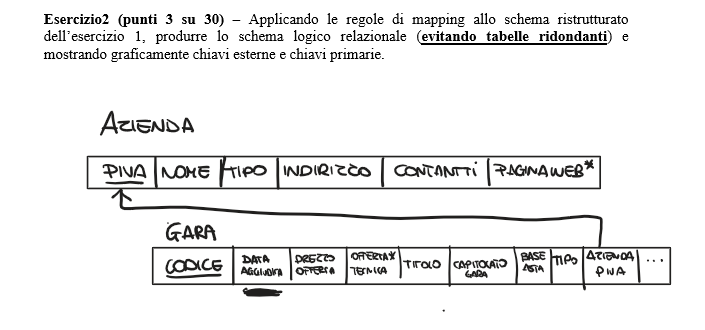 Esercizio2 (punti 3 su 30) – Applicando le regole di mapping allo schema ristrutturato
dell'esercizio 1, produrre lo schema logico relazionale (evitando tabelle ridondanti) e
mostrando graficamente chiavi esterne e chiavi primarie.
AZIENDA
PIVA NOME TIPO INDIRIZZO CONTANTTI PAGINAWEB*
GARA
CODICE DATA AGGIUDICA PREZZO OFFERTA OFFERTA* TECNICA TITOLO CAPITOLATO GARA BASE ASTA TIPO AZIENDA PIVA ...